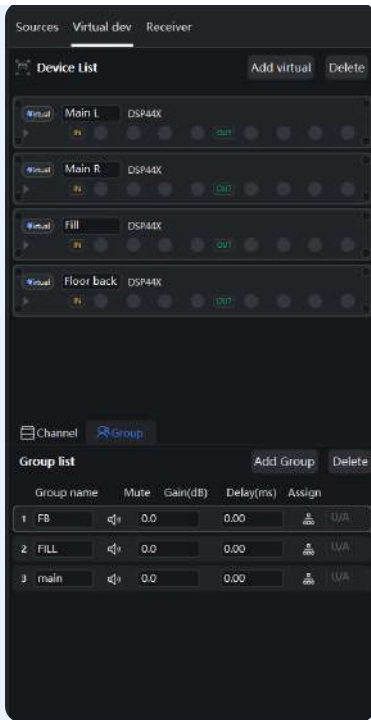 Sources Virtual dev Receiver
Device List Add virtual Delete
Virtual Main L DSP44X
IN OUT
Virtual Main R DSP44X
IN OUT
Virtual Fill DSP44X
IN OUT
Virtual Floor back DSP44X
IN OUT
Channel Group
Group list Add Group Delete
Group name Mute Gain(dB) Delay(ms) Assign
1 FB 0.0 0.00 U/A
2 FILL 0.0 0.00 U/A
3 main 0.0 0.00 U/A